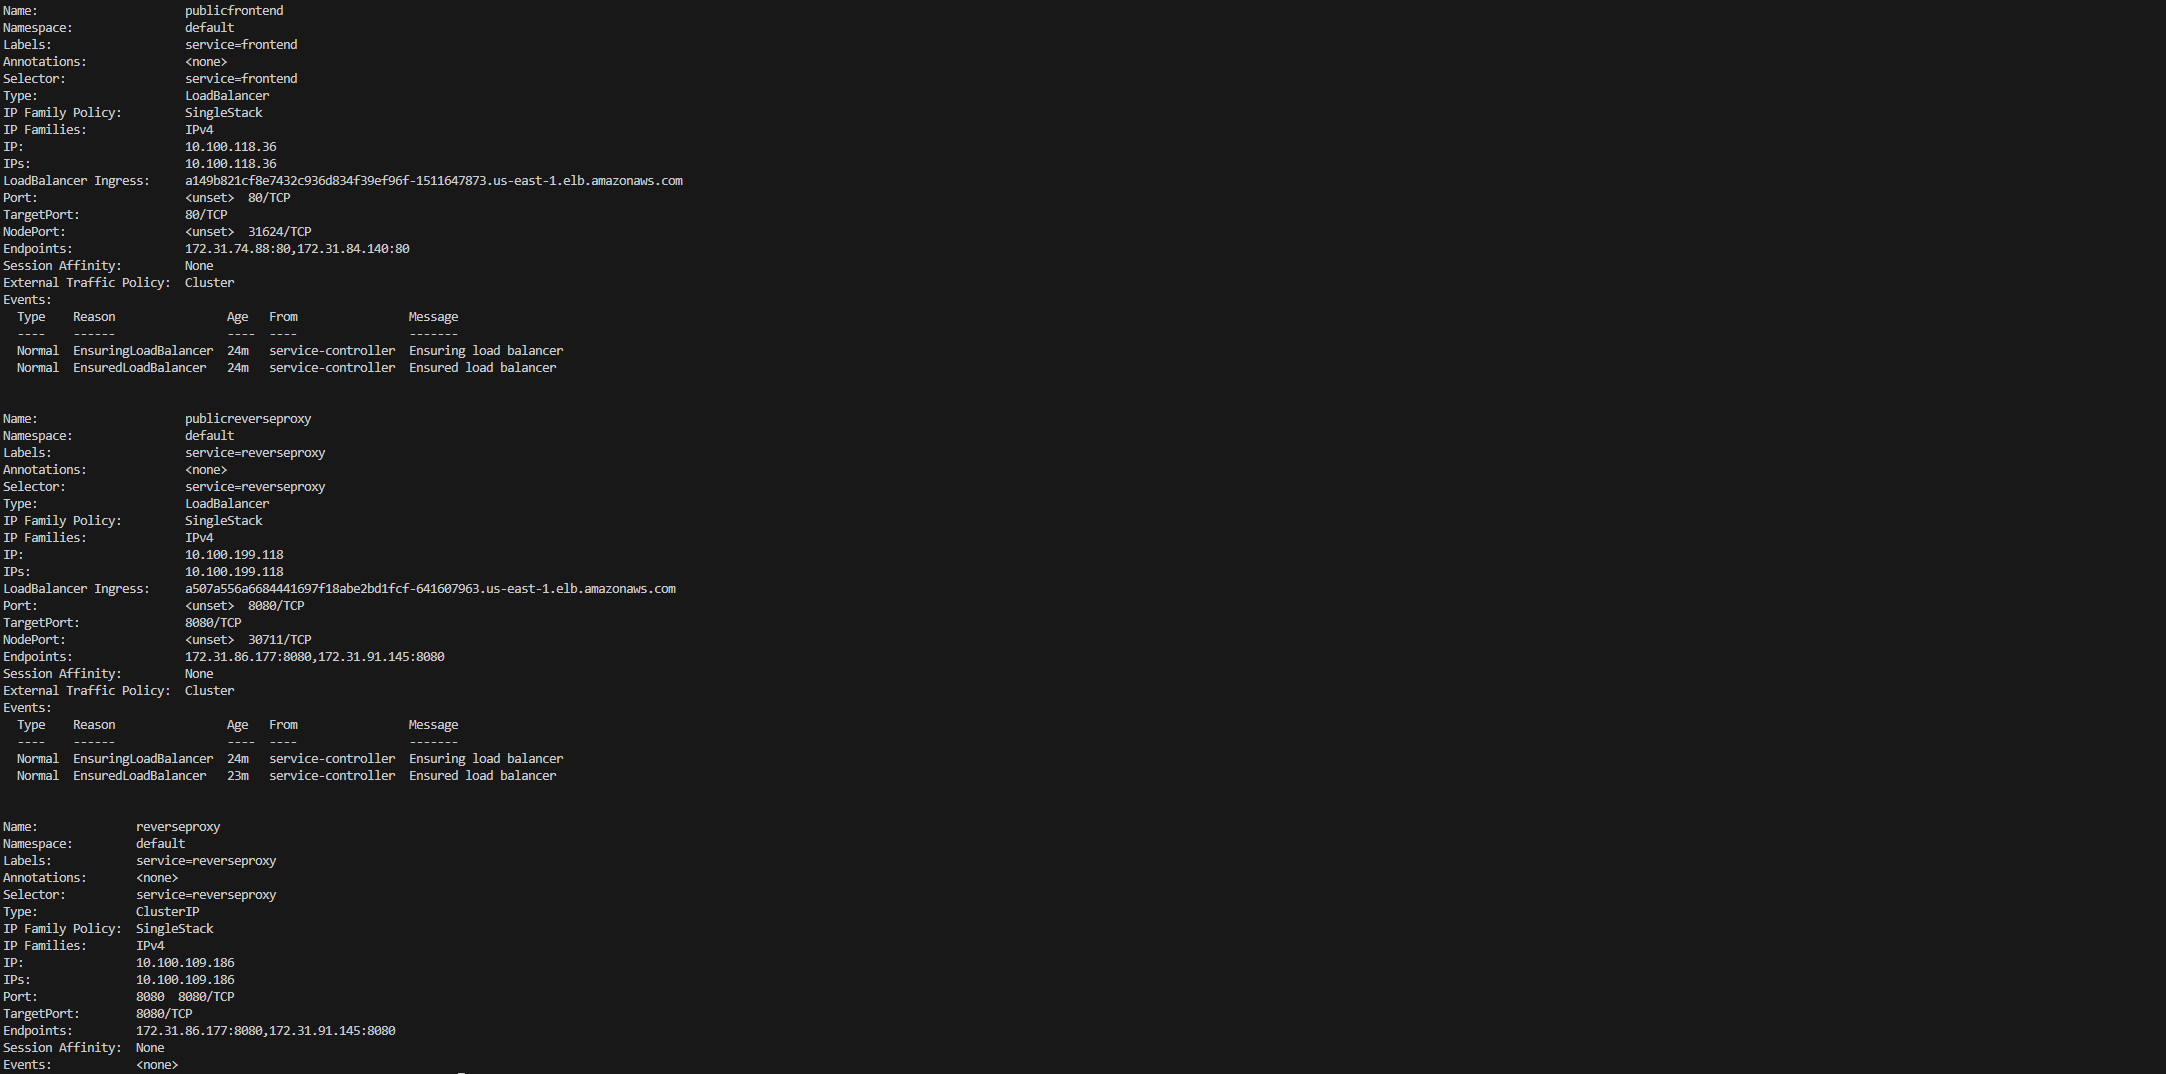 Name:                     publicfrontend
Namespace:                default
Labels:                   service=frontend
Annotations:              <none>
Selector:                 service=frontend
Type:                     LoadBalancer
IP Family Policy:         SingleStack
IP Families:              IPv4
IP:                       10.100.118.36
IPs:                      10.100.118.36
LoadBalancer Ingress:     a149b821cf8e7432c936d834f39ef96f-1511647873.us-east-1.elb.amazonaws.com
Port:                     <unset>  80/TCP
TargetPort:               80/TCP
NodePort:                 <unset>  31624/TCP
Endpoints:                172.31.74.88:80,172.31.84.140:80
Session Affinity:         None
External Traffic Policy:  Cluster
Events:
  Type    Reason                Age   From                Message
  ----    ------                ----  ----                -------
  Normal  EnsuringLoadBalancer  24m   service-controller  Ensuring load balancer
  Normal  EnsuredLoadBalancer   24m   service-controller  Ensured load balancer
Name:                     publicreverseproxy
Namespace:                default
Labels:                   service=reverseproxy
Annotations:              <none>
Selector:                 service=reverseproxy
Type:                     LoadBalancer
IP Family Policy:         SingleStack
IP Families:              IPv4
IP:                       10.100.199.118
IPs:                      10.100.199.118
LoadBalancer Ingress:     a507a556a6684441697f18abe2bd1fcf-641607963.us-east-1.elb.amazonaws.com
Port:                     <unset>  8080/TCP
TargetPort:               8080/TCP
NodePort:                 <unset>  30711/TCP
Endpoints:                172.31.86.177:8080,172.31.91.145:8080
Session Affinity:         None
External Traffic Policy:  Cluster
Events:
  Type    Reason                Age   From                Message
  ----    ------                ----  ----                -------
  Normal  EnsuringLoadBalancer  24m   service-controller  Ensuring load balancer
  Normal  EnsuredLoadBalancer   23m   service-controller  Ensured load balancer
Name:              reverseproxy
Namespace:         default
Labels:            service=reverseproxy
Annotations:       <none>
Selector:          service=reverseproxy
Type:              ClusterIP
IP Family Policy:  SingleStack
IP Families:       IPv4
IP:                10.100.109.186
IPs:               10.100.109.186
Port:              8080  8080/TCP
TargetPort:        8080/TCP
Endpoints:         172.31.86.177:8080,172.31.91.145:8080
Session Affinity:  None
Events:            <none>